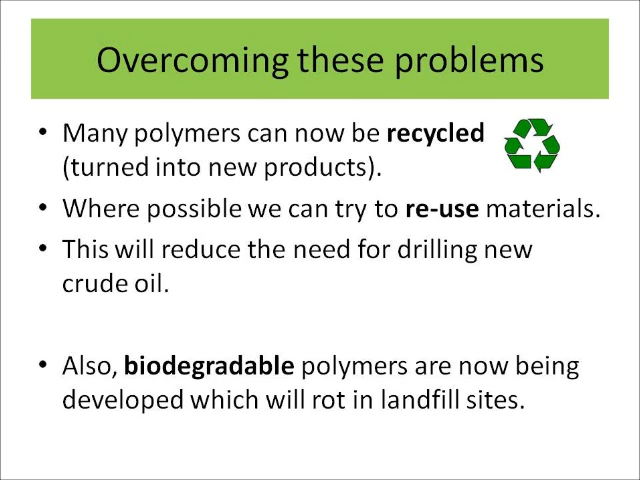 Overcoming these problems
• Many polymers can now be recycled
(turned into new products).
• Where possible we can try to re-use materials.
• This will reduce the need for drilling new
crude oil.
• Also, biodegradable polymers are now being
developed which will rot in landfill sites.